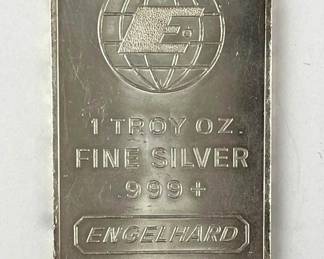 E
1 TROY OZ.
FINE SILVER
.999+
ENGELHARD